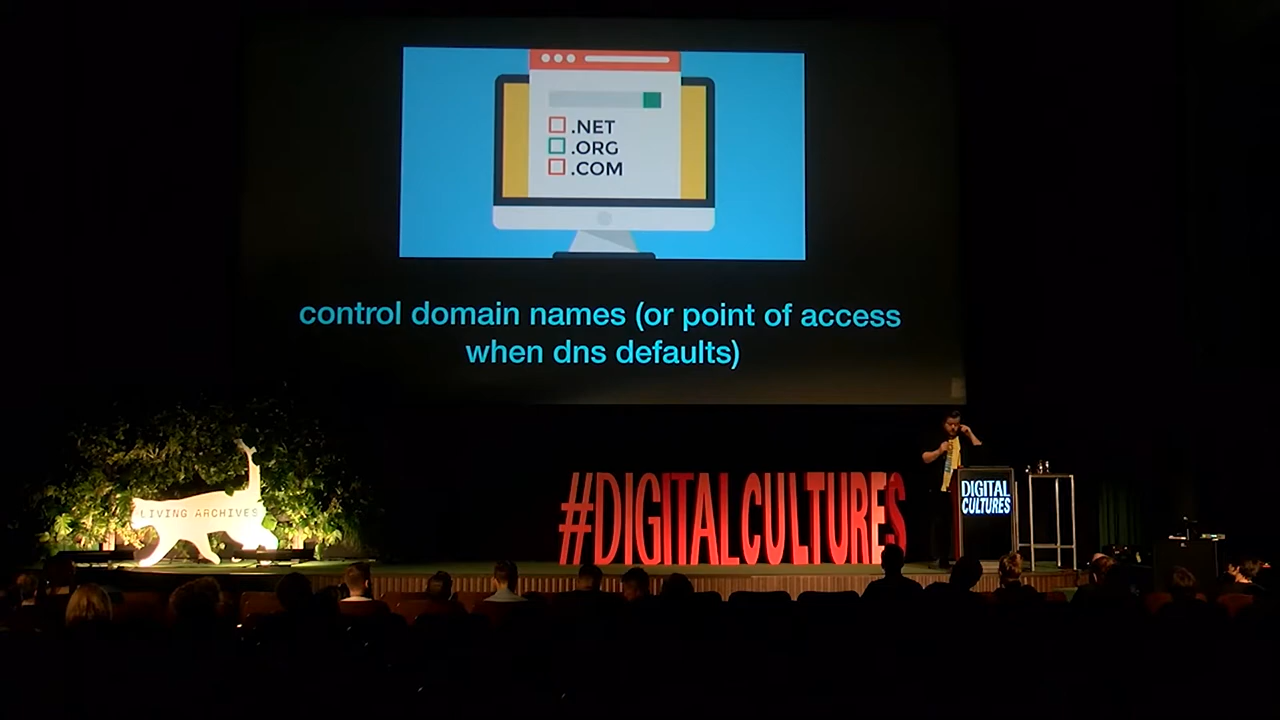 .NET
.ORG
.COM
control domain names (or point of access
when dns defaults)
LIVING ARCHIVES
#DIGITALCULTURES
DIGITAL
CULTURES